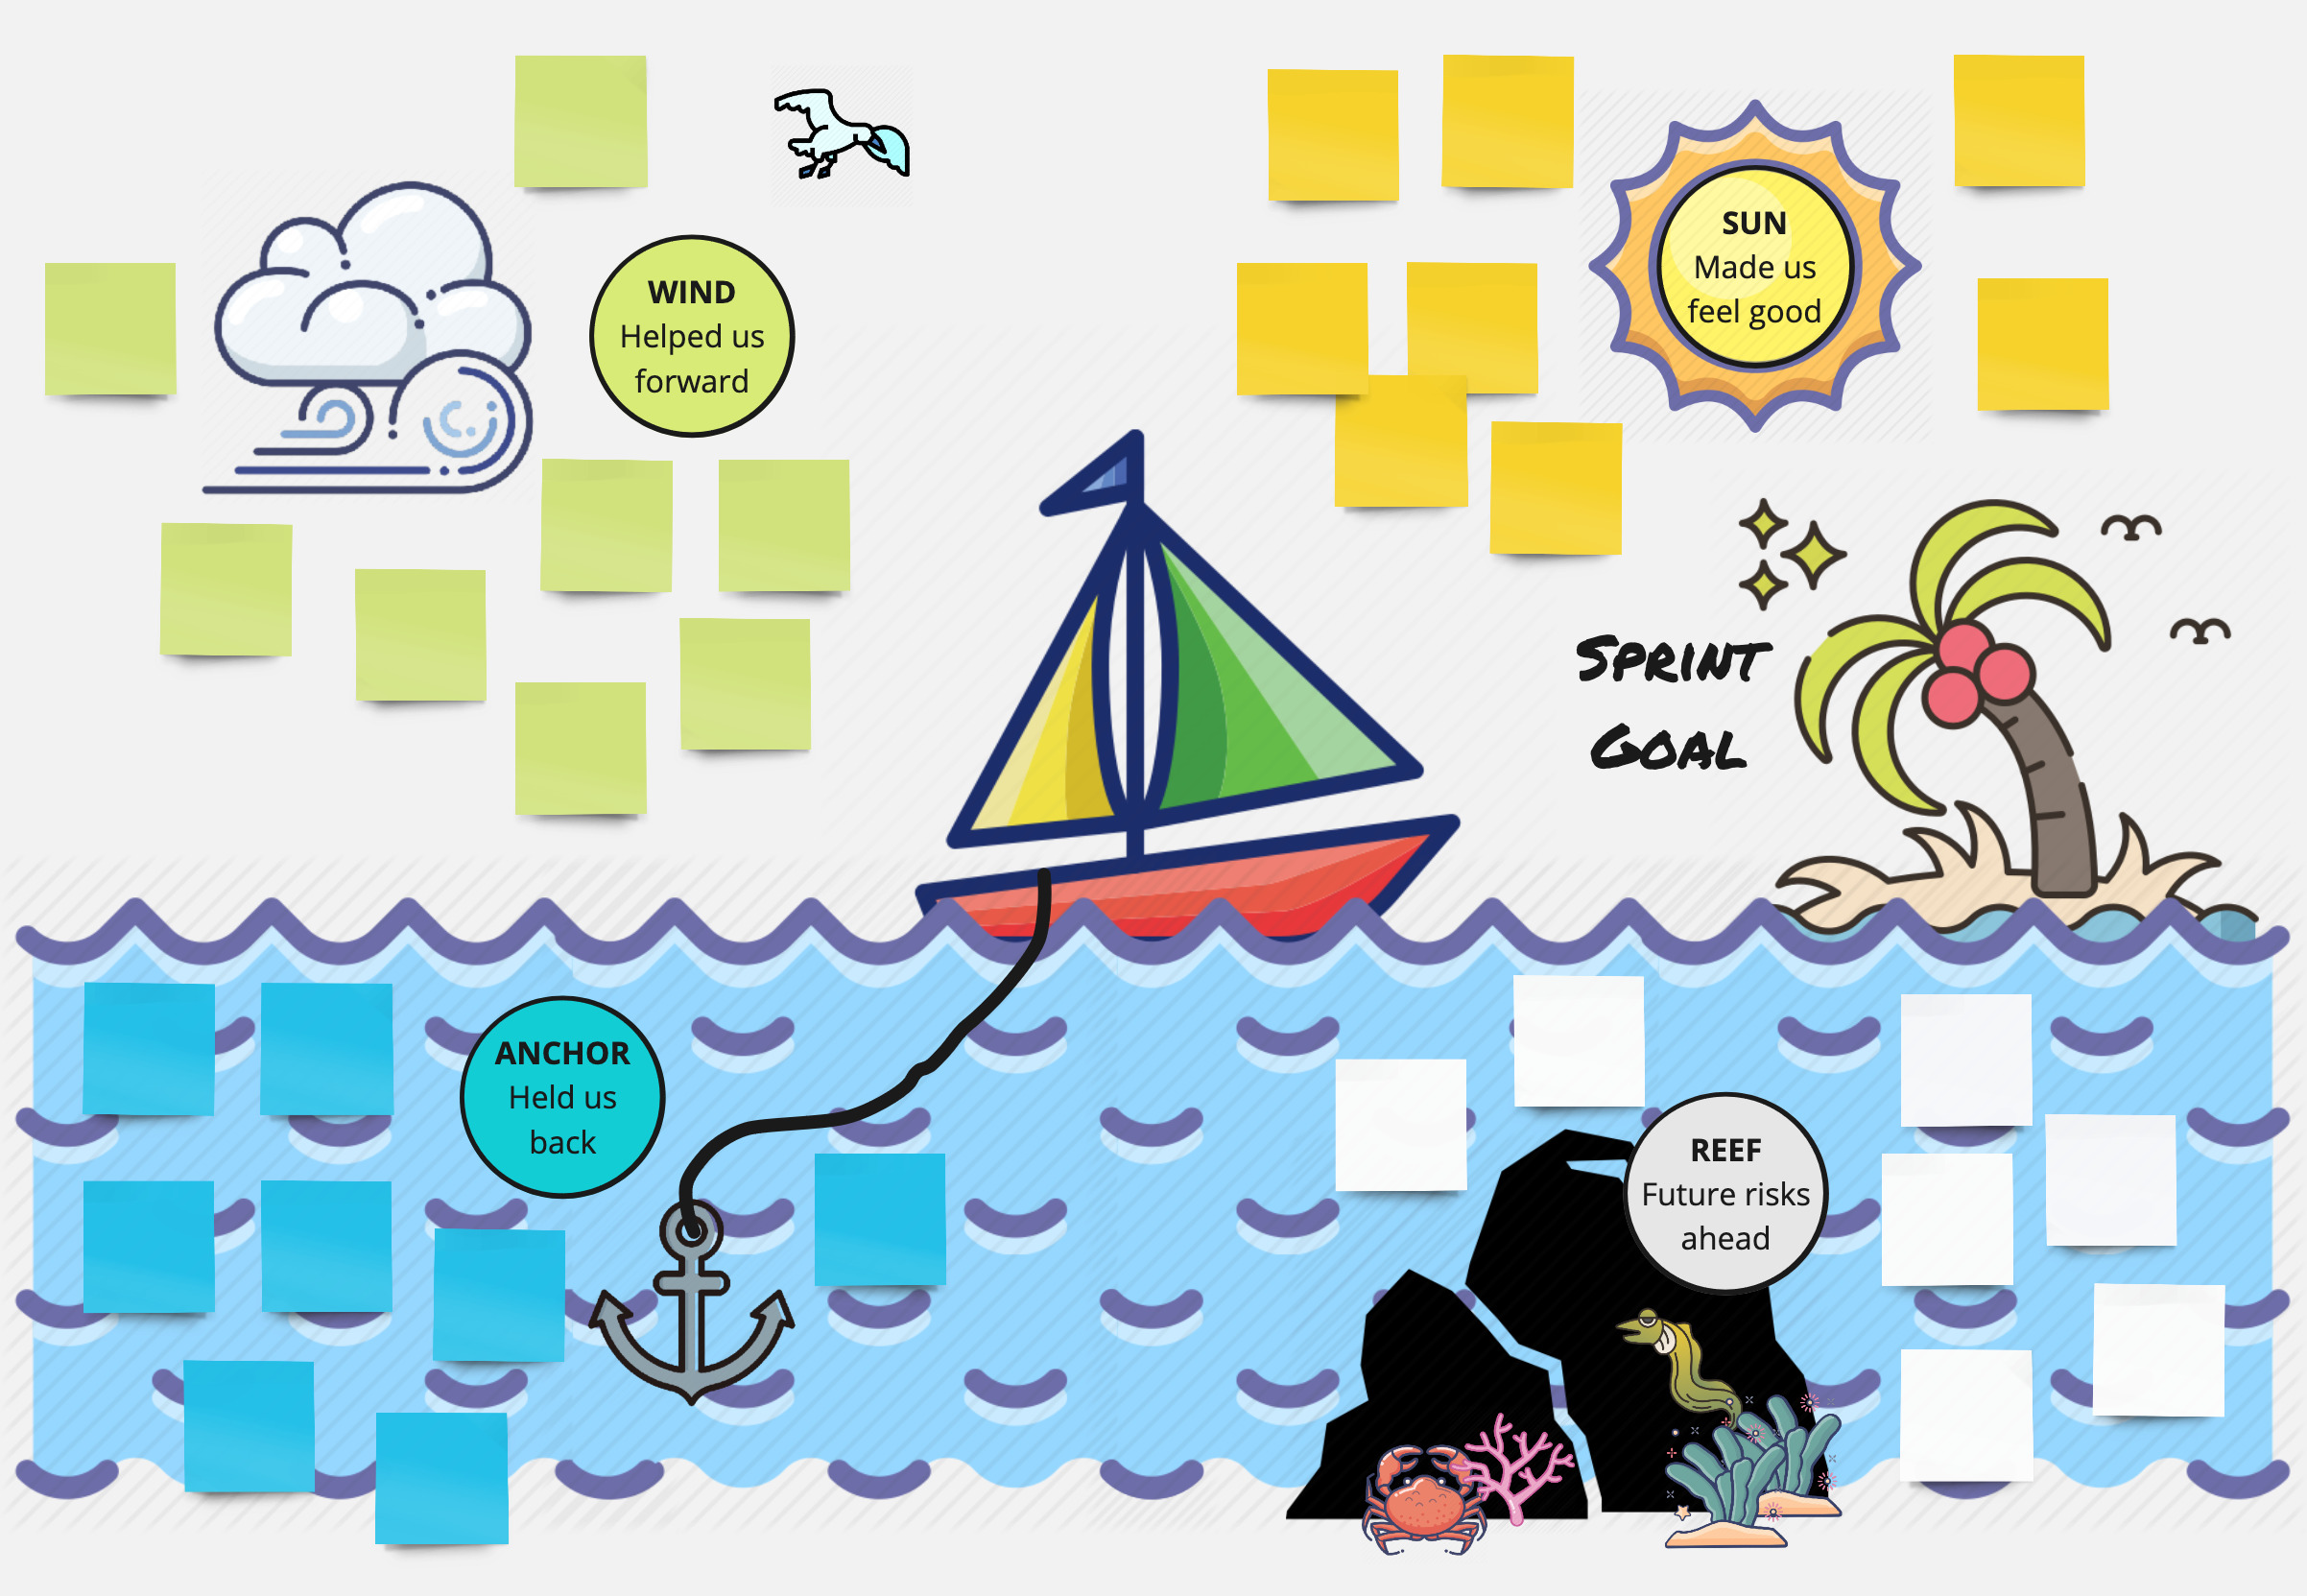 WIND
Helped us
forward
SUN
Made us
feel good
SPRINT
GOAL
ANCHOR
Held us
back
REEF
Future risks
ahead